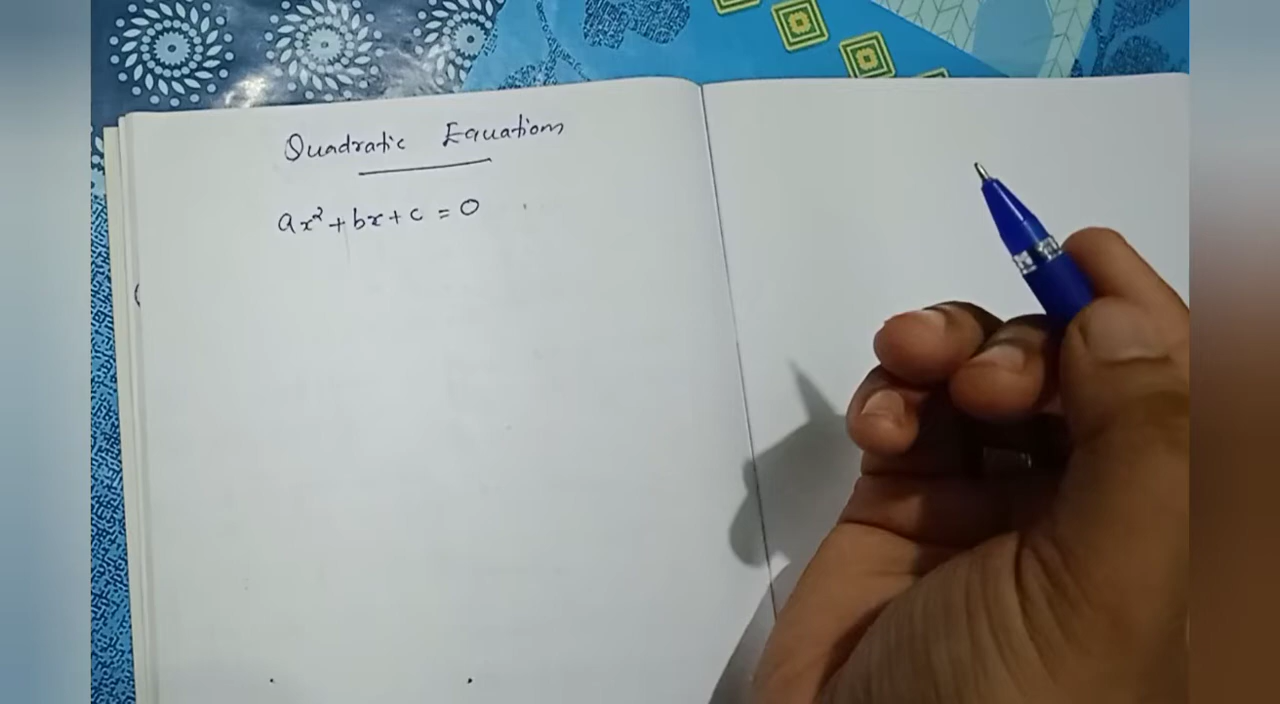 Quadratic Equations
ax²+bx+c = 0